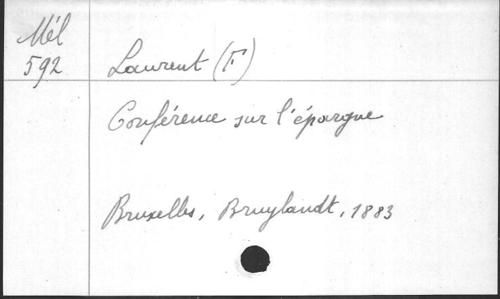 Mél
592
Laurent (F)
Conférence sur l'épargne
Bruxelles, Bruylandt, 1883